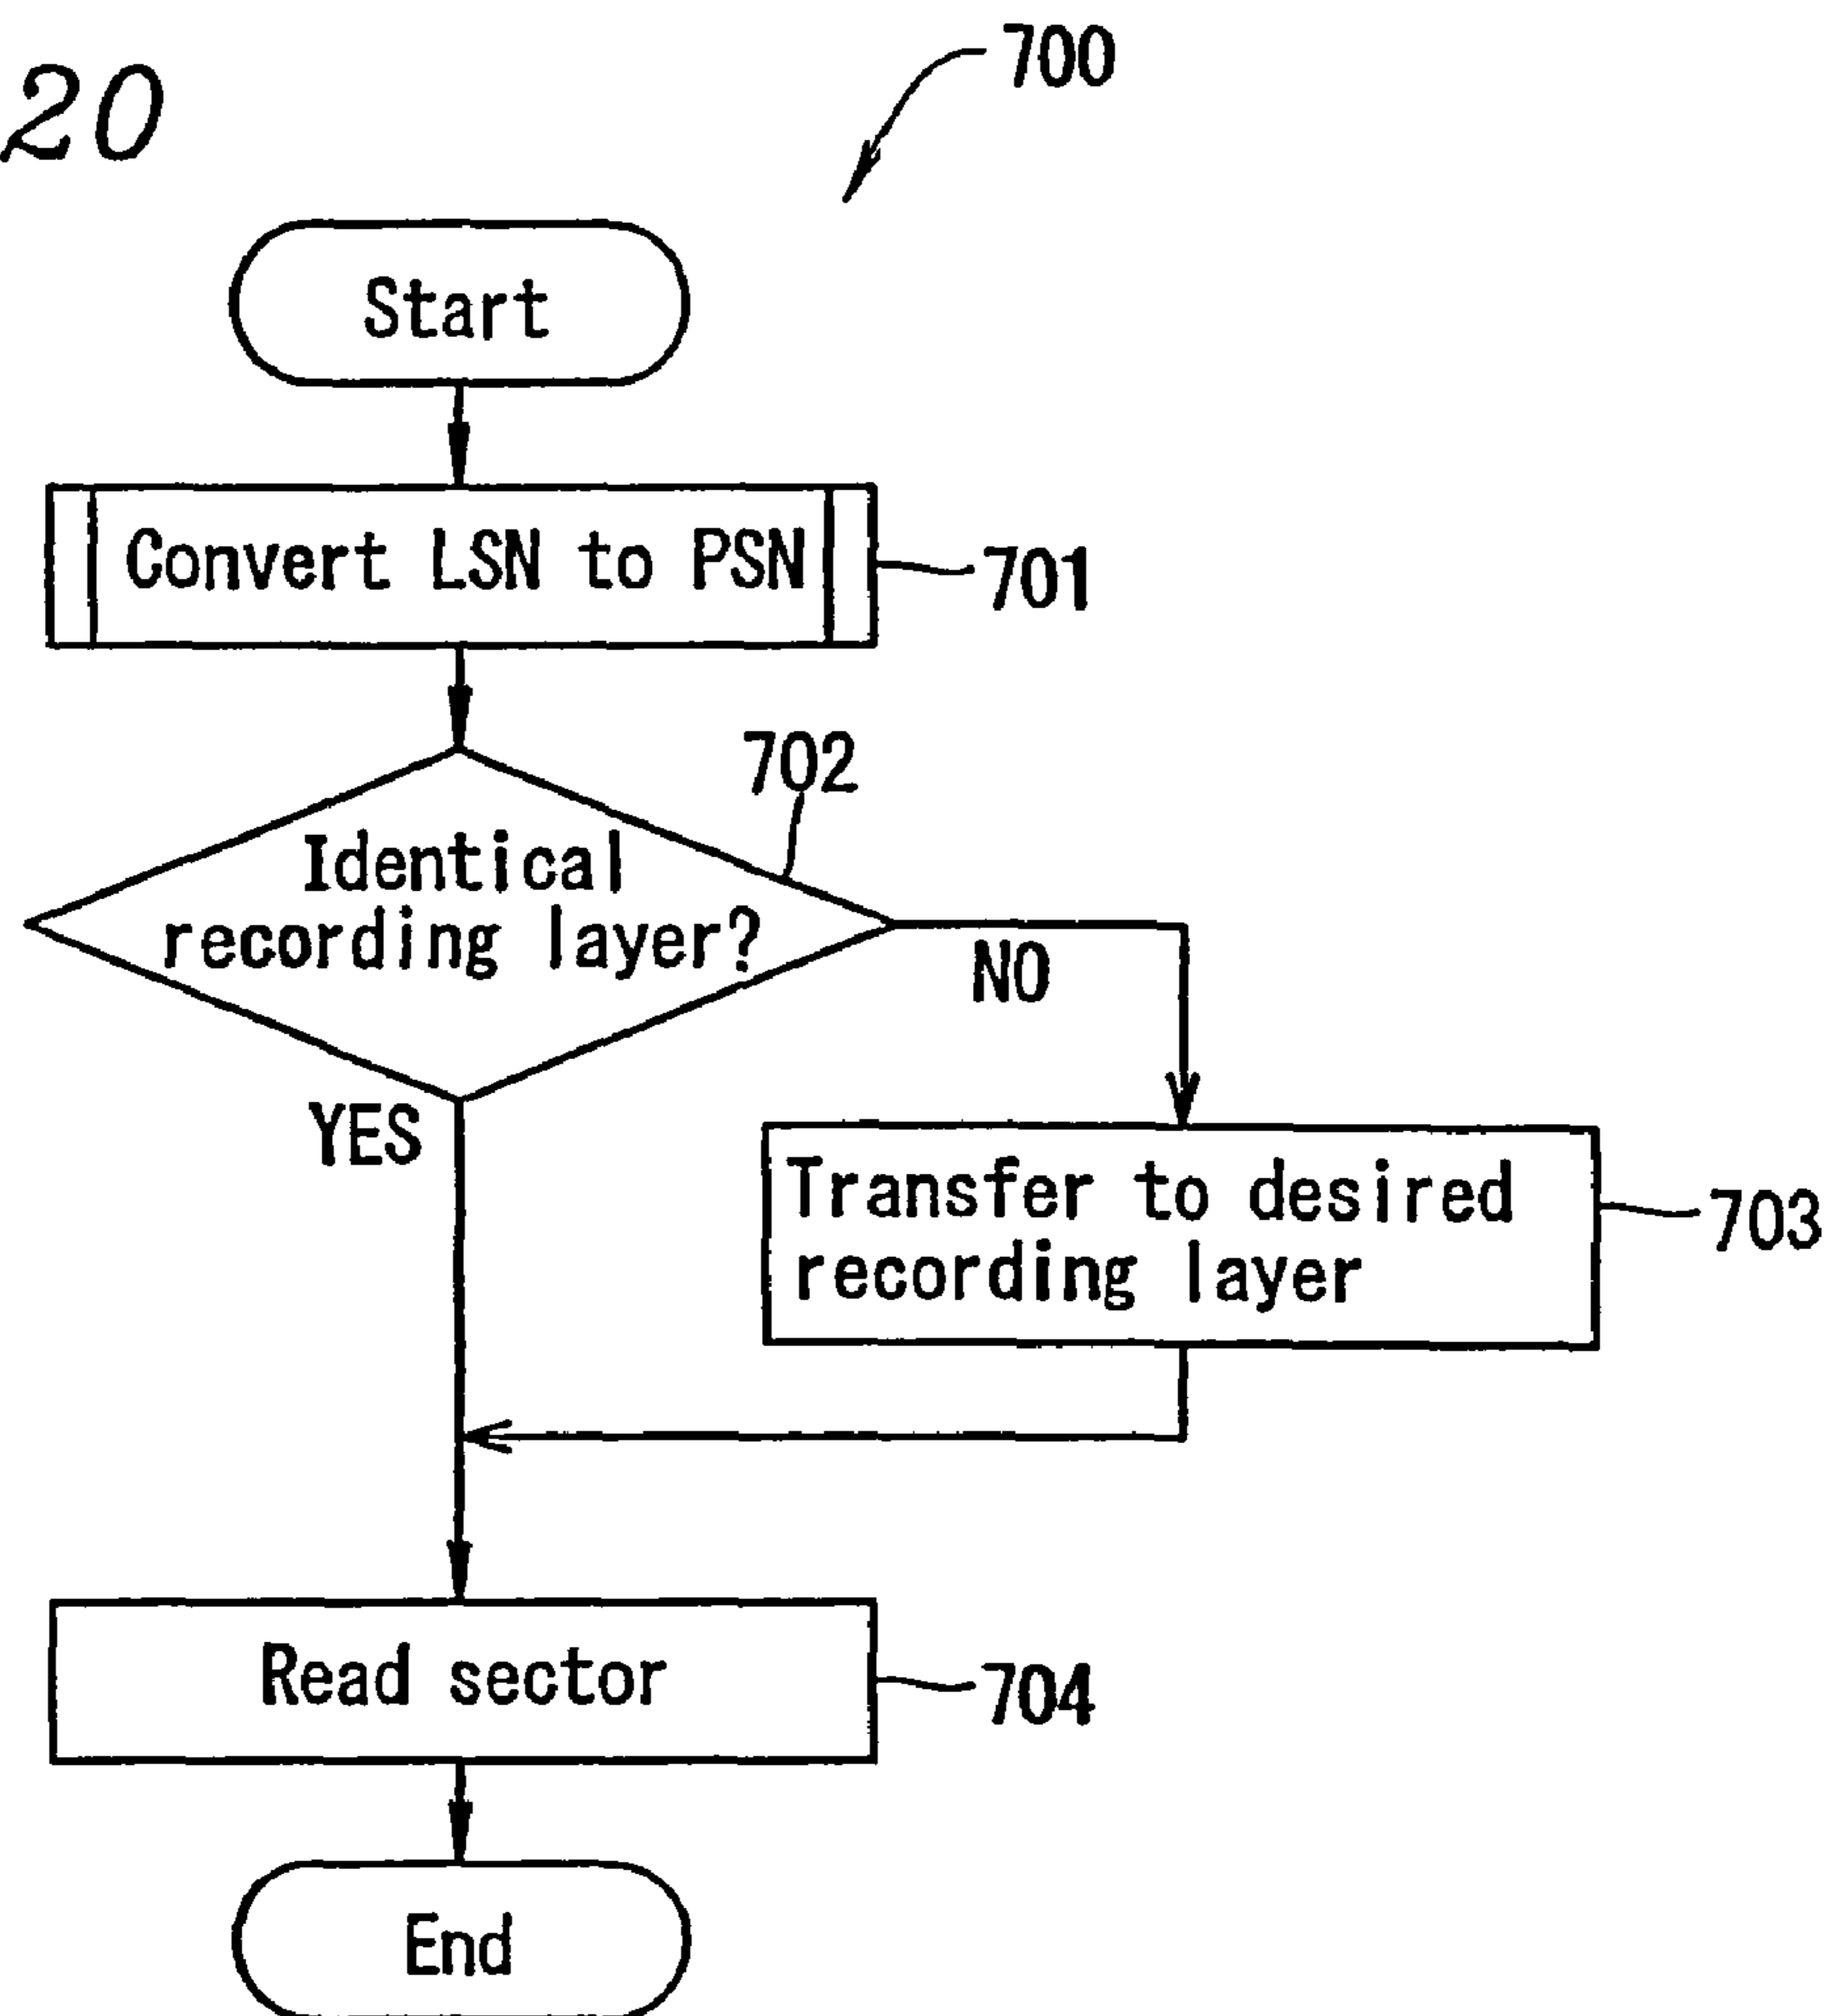 20
700
Start
Convert LSN to PSN
701
702
Identical
recording layer?
NO
YES
Transfer to desired
recording layer
703
Read sector
704
End